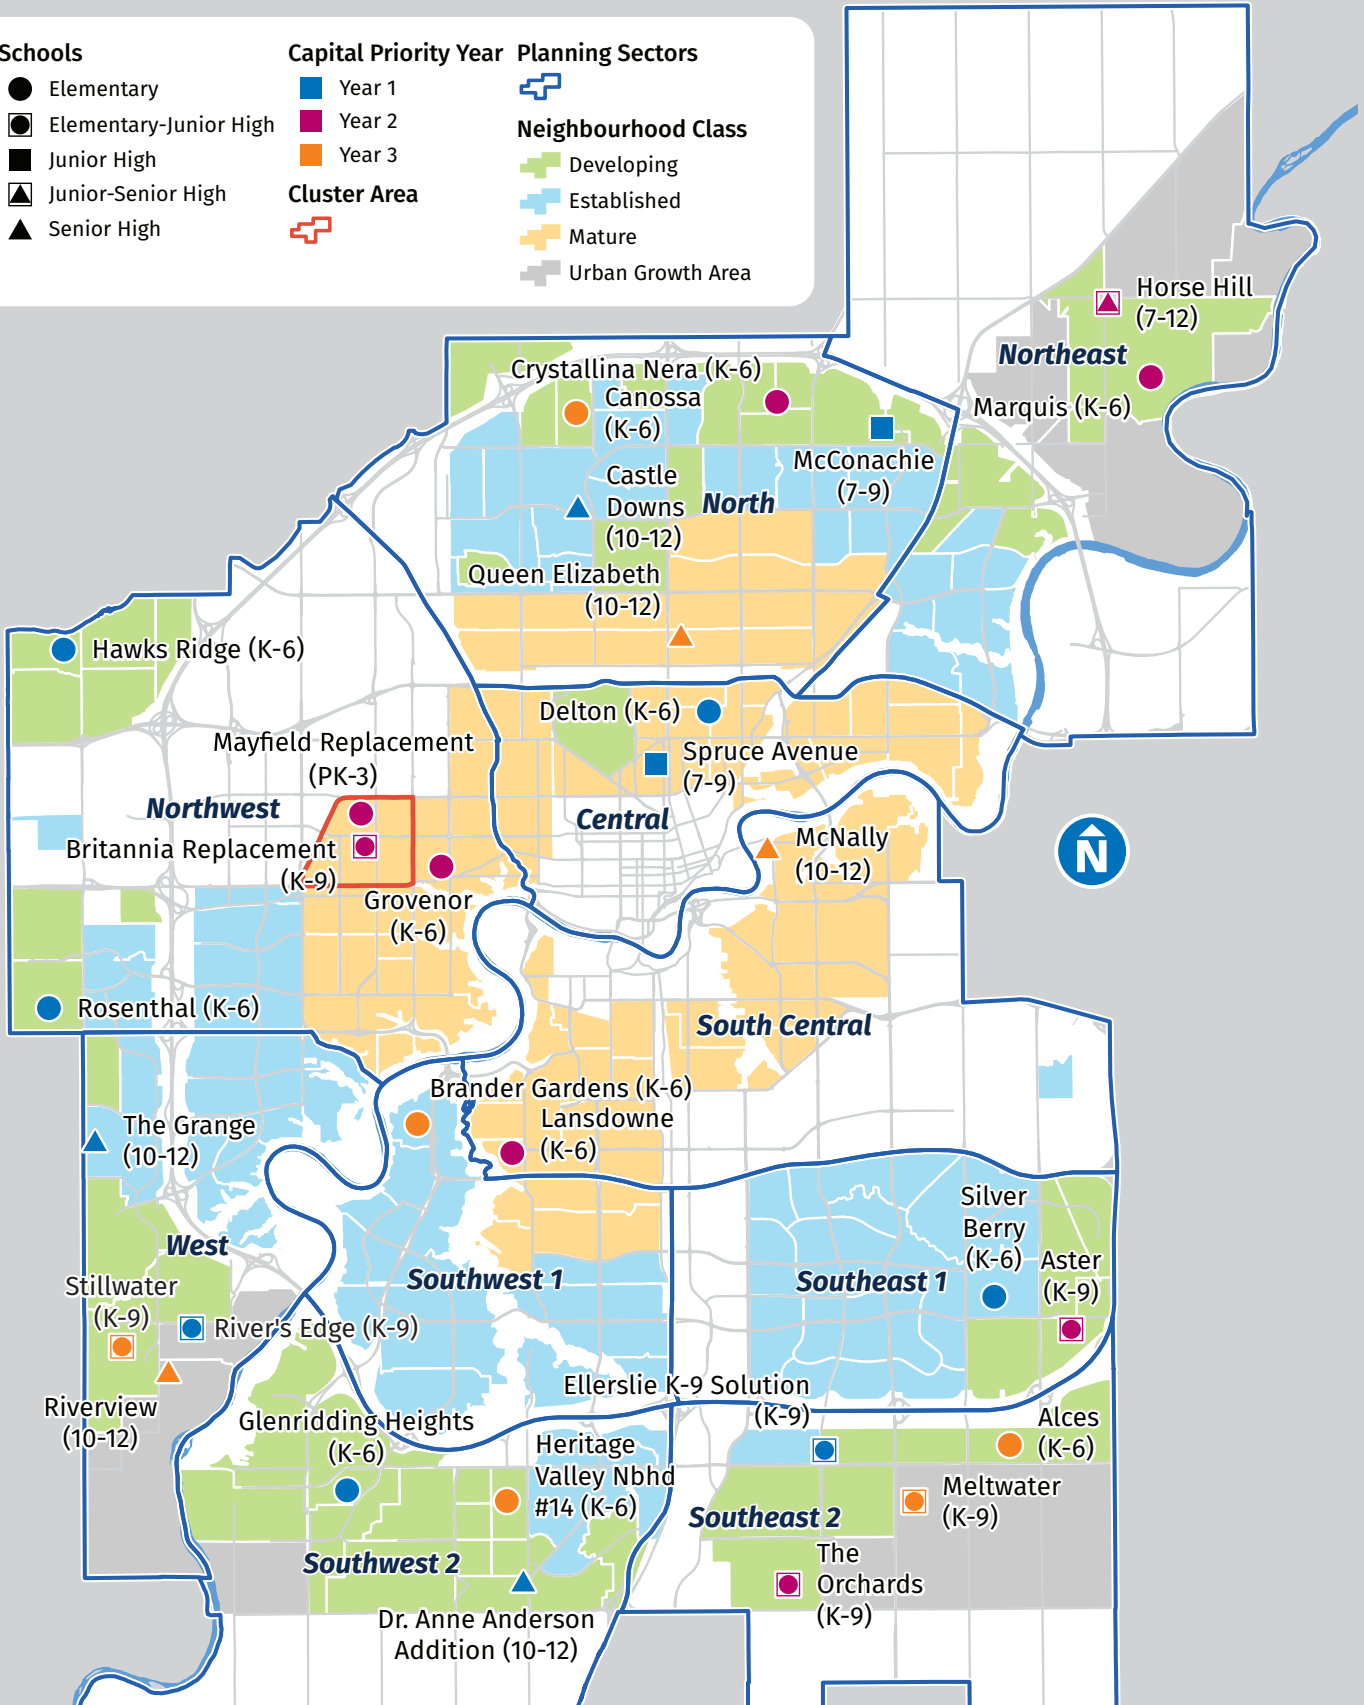 Schools
Elementary
Elementary-Junior High
Junior High
Junior-Senior High
Senior High
Capital Priority Year
Year 1
Year 2
Year 3
Cluster Area
Planning Sectors
Neighbourhood Class
Developing
Established
Mature
Urban Growth Area
Horse Hill
(7-12)
Northeast
Marquis (K-6)
Crystallina Nera (K-6)
Canossa
(K-6)
McConachie
(7-9)
Castle
Downs
(10-12)
North
Queen Elizabeth
(10-12)
Hawks Ridge (K-6)
Delton (K-6)
Spruce Avenue
(7-9)
Mayfield Replacement
(PK-3)
Northwest
Central
Britannia Replacement
(K-9)
McNally
(10-12)
N
Grovenor
(K-6)
Rosenthal (K-6)
South Central
Brander Gardens (K-6)
Lansdowne
(K-6)
The Grange
(10-12)
Silver
Berry
(K-6)
West
Aster
(K-9)
Southwest 1
Southeast 1
Stillwater
(K-9)
River's Edge (K-9)
Ellerslie K-9 Solution
(K-9)
Riverview
(10-12)
Glenridding Heights
(K-6)
Alces
(K-6)
Heritage
Valley Nbhd
#14 (K-6)
Meltwater
(K-9)
Southeast 2
Southwest 2
The
Orchards
(K-9)
Dr. Anne Anderson
Addition (10-12)